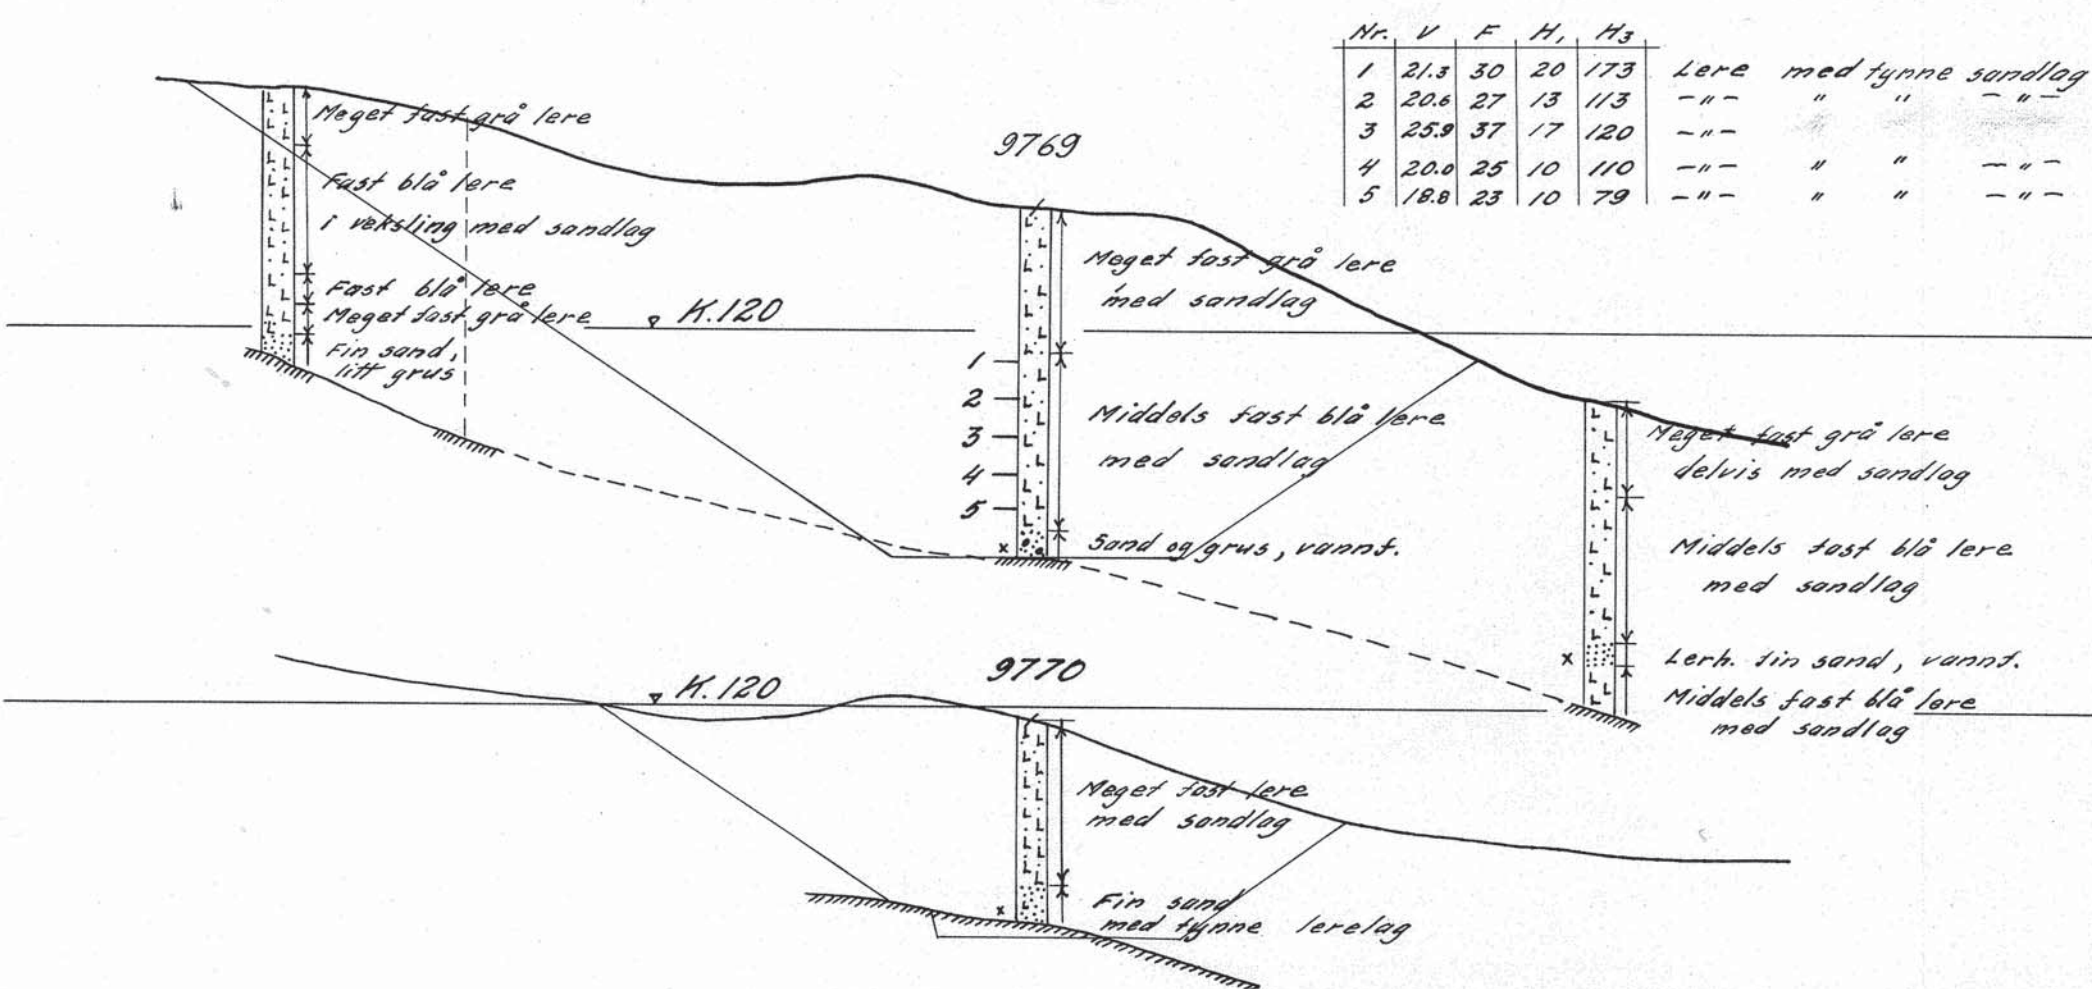 Nr. V F H₁ H₃
1 21.3 30 20 173 Lere med tynne sandlag
2 20.6 27 13 113 -"- " " -"-
3 25.9 37 17 120 -"-
4 20.0 25 10 110 -"- " " -"-
5 18.8 23 10 79 -"- " " -"-
9769
Meget fast grå lere
Fast blå lere
i veksling med sandlag
Fast blå lere
Meget fast grå lere
Fin sand,
litt grus
K.120
Meget fast grå lere
med sandlag
1
2
3
4
5
Middels fast blå lere
med sandlag
x Sand og grus, vannf.
Meget fast grå lere
delvis med sandlag
Middels fast blå lere
med sandlag
x Lerh. fin sand, vannf.
Middels fast blå lere
med sandlag
9770
K.120
Meget fast lere
med sandlag
x Fin sand
med tynne lerelag